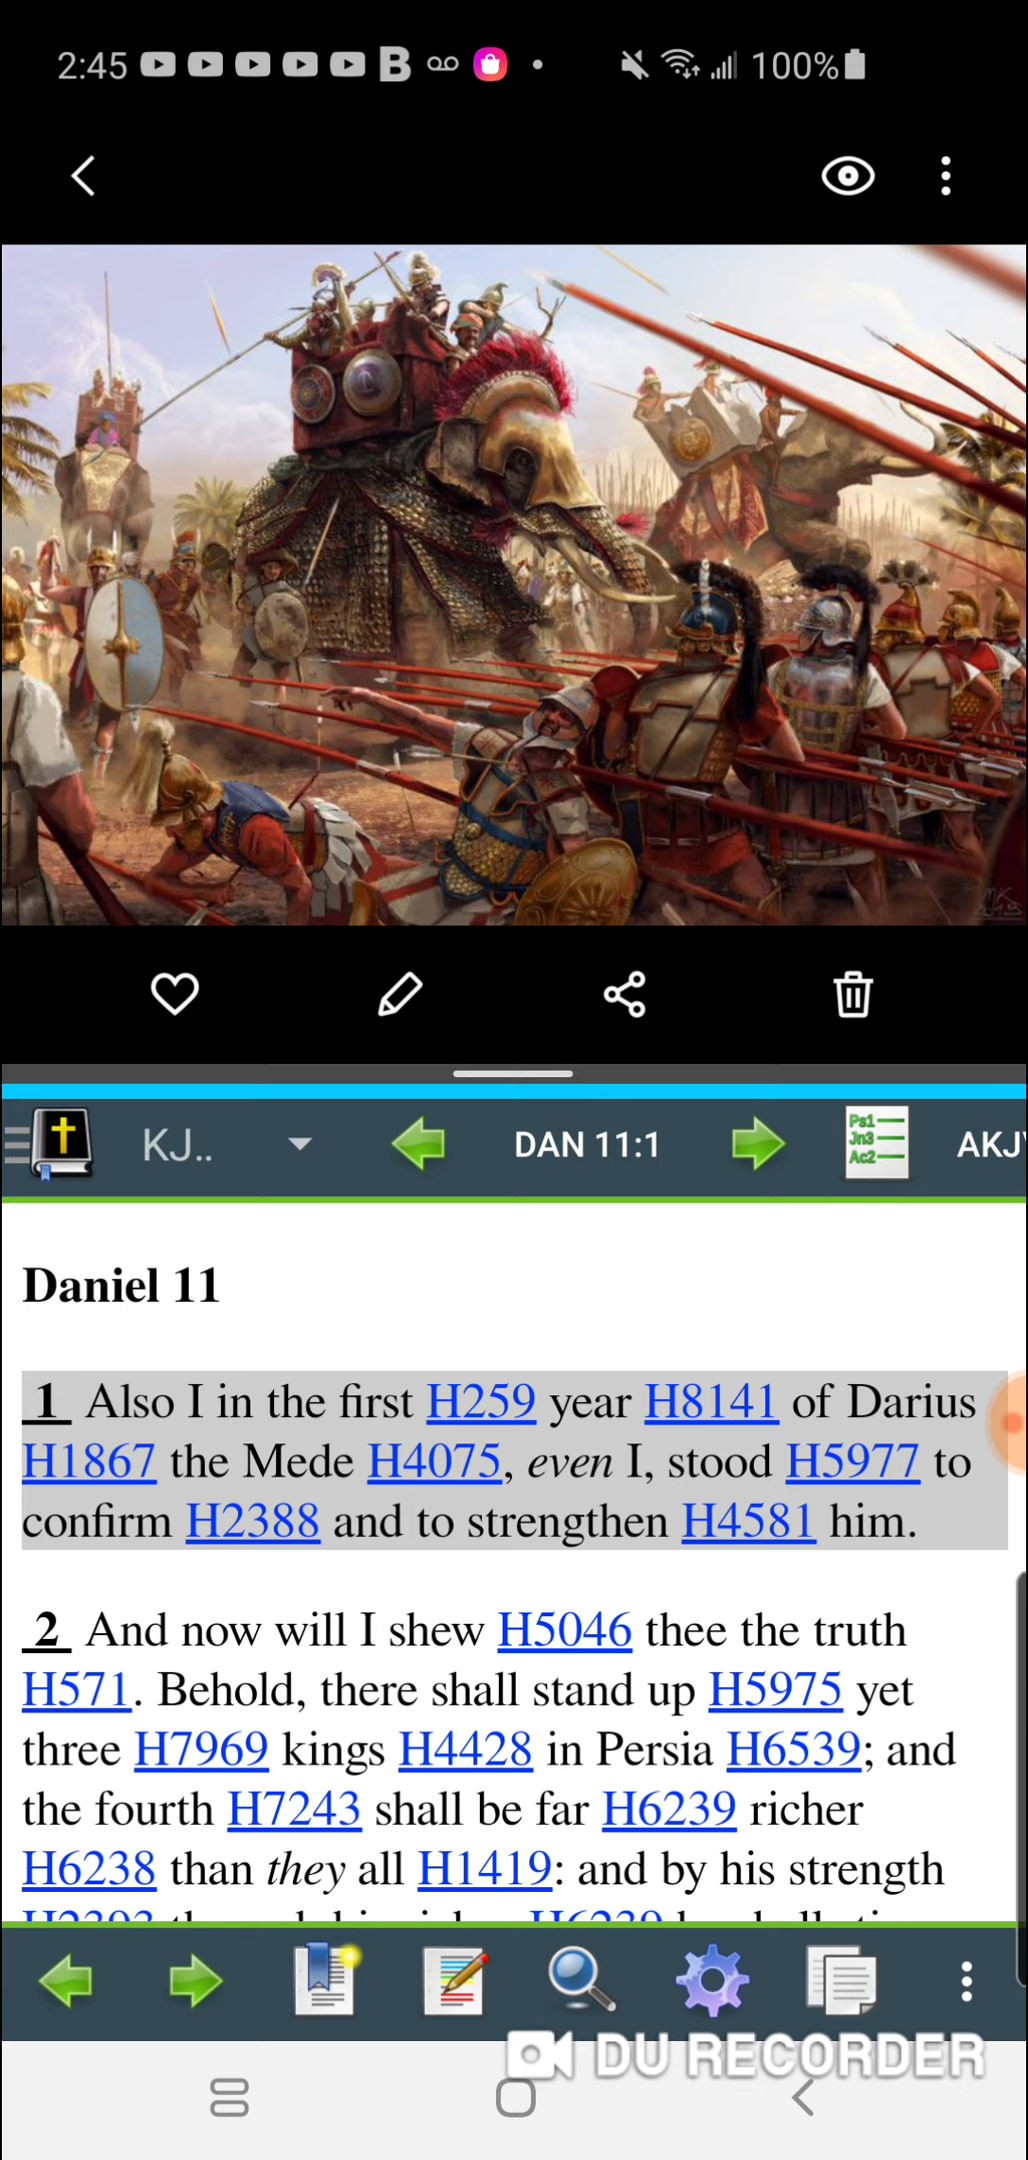 2:45 B 100%
KJ.. DAN 11:1 Ps1 Jn3 Ac2 AKJV
Daniel 11
1 Also I in the first H259 year H8141 of Darius
H1867 the Mede H4075, even I, stood H5977 to
confirm H2388 and to strengthen H4581 him.
2 And now will I shew H5046 thee the truth
H571. Behold, there shall stand up H5975 yet
three H7969 kings H4428 in Persia H6539; and
the fourth H7243 shall be far H6239 richer
H6238 than they all H1419: and by his strength
DU RECORDER